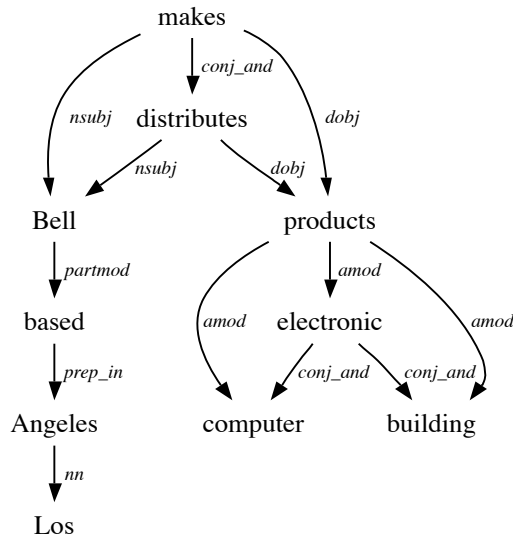 makes
conj_and
nsubj
distributes
dobj
nsubj
dobj
Bell
products
partmod
amod
based
amod
electronic
amod
prep_in
conj_and
conj_and
Angeles
computer
building
nn
Los